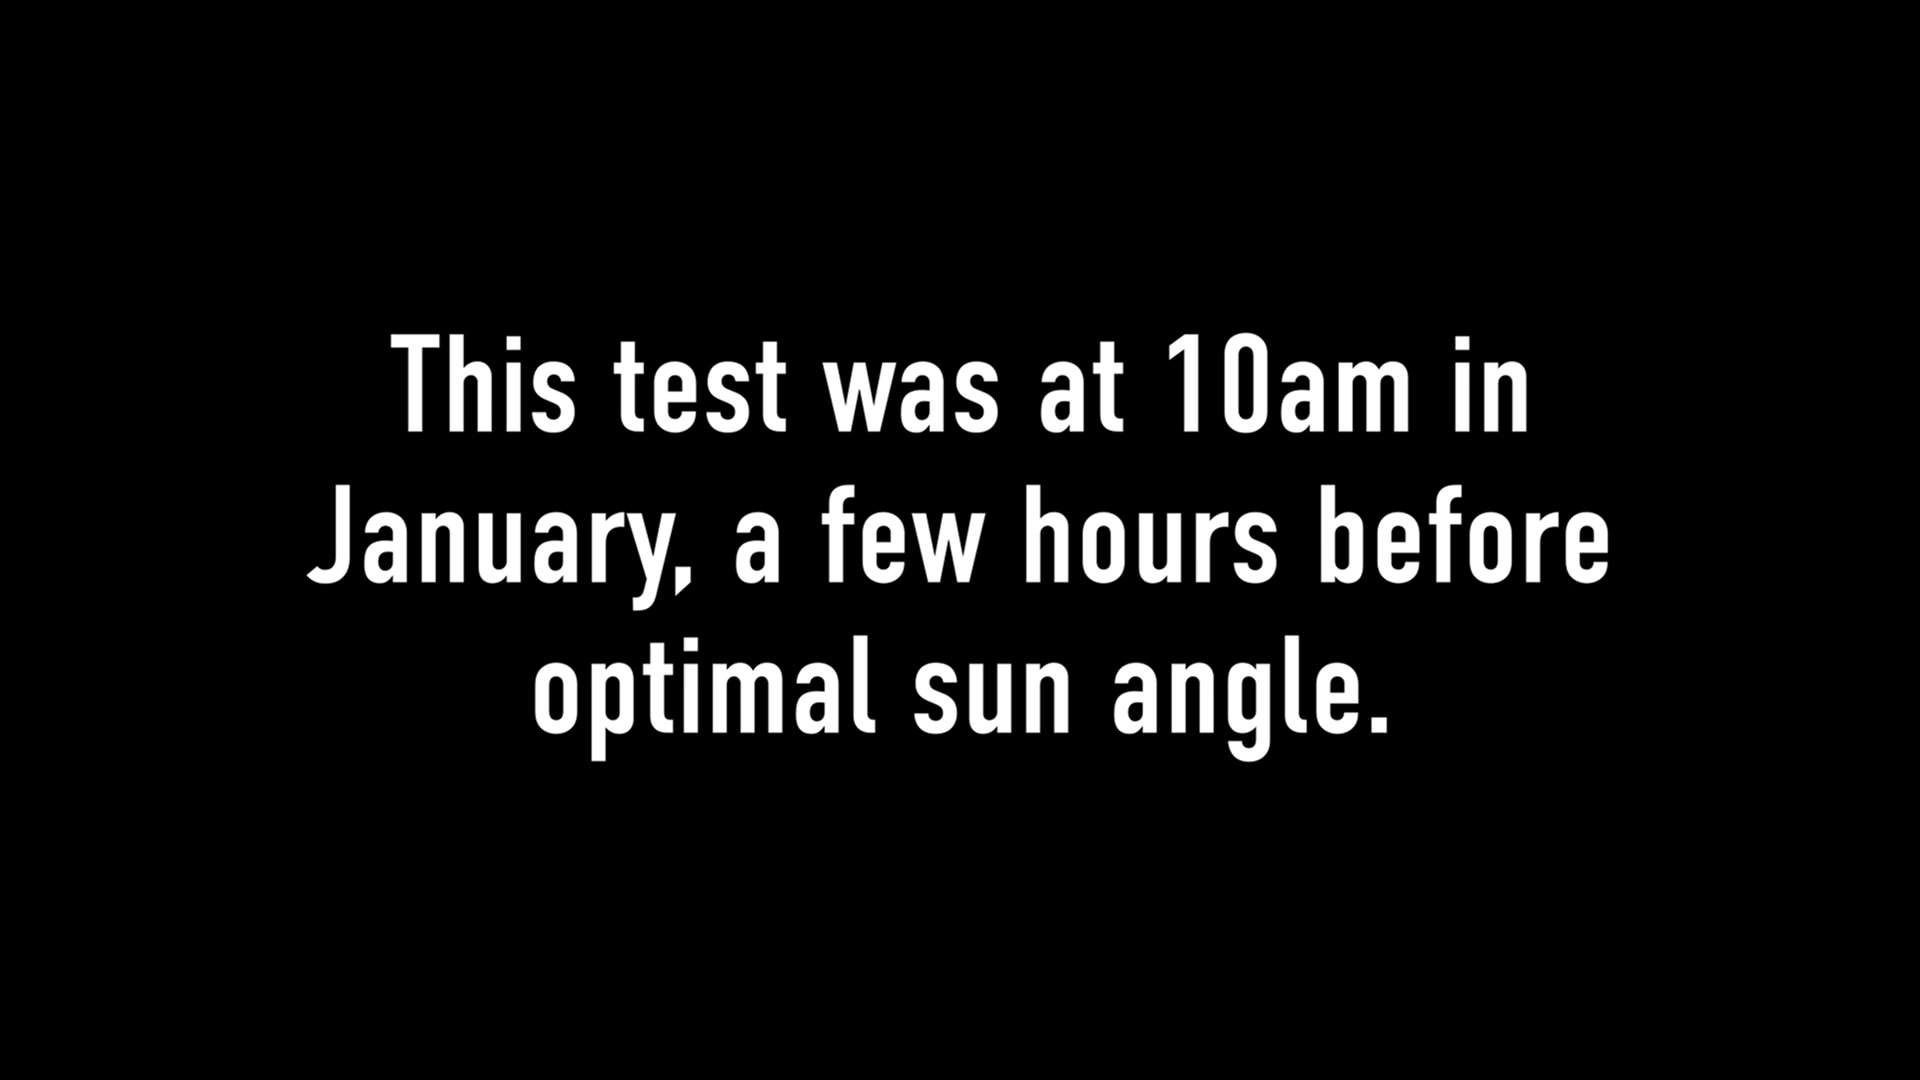 This test was at 10am in
January, a few hours before
optimal sun angle.